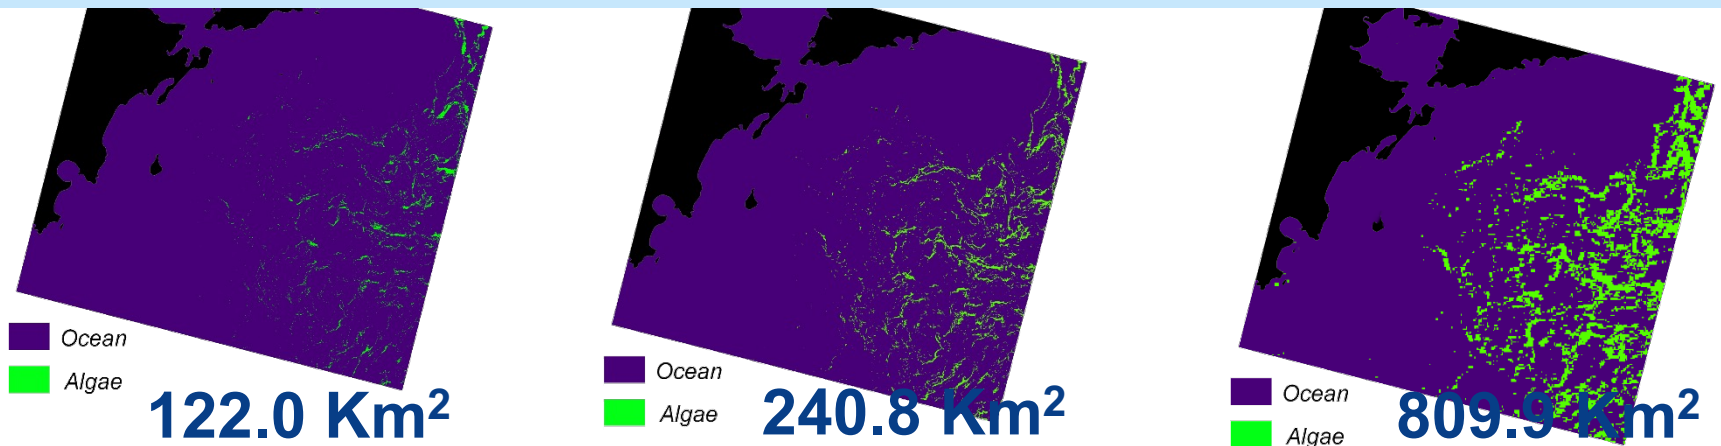 Ocean
Algae
122.0 Km²
Ocean
Algae
240.8 Km²
Ocean
Algae
809.9 Km²